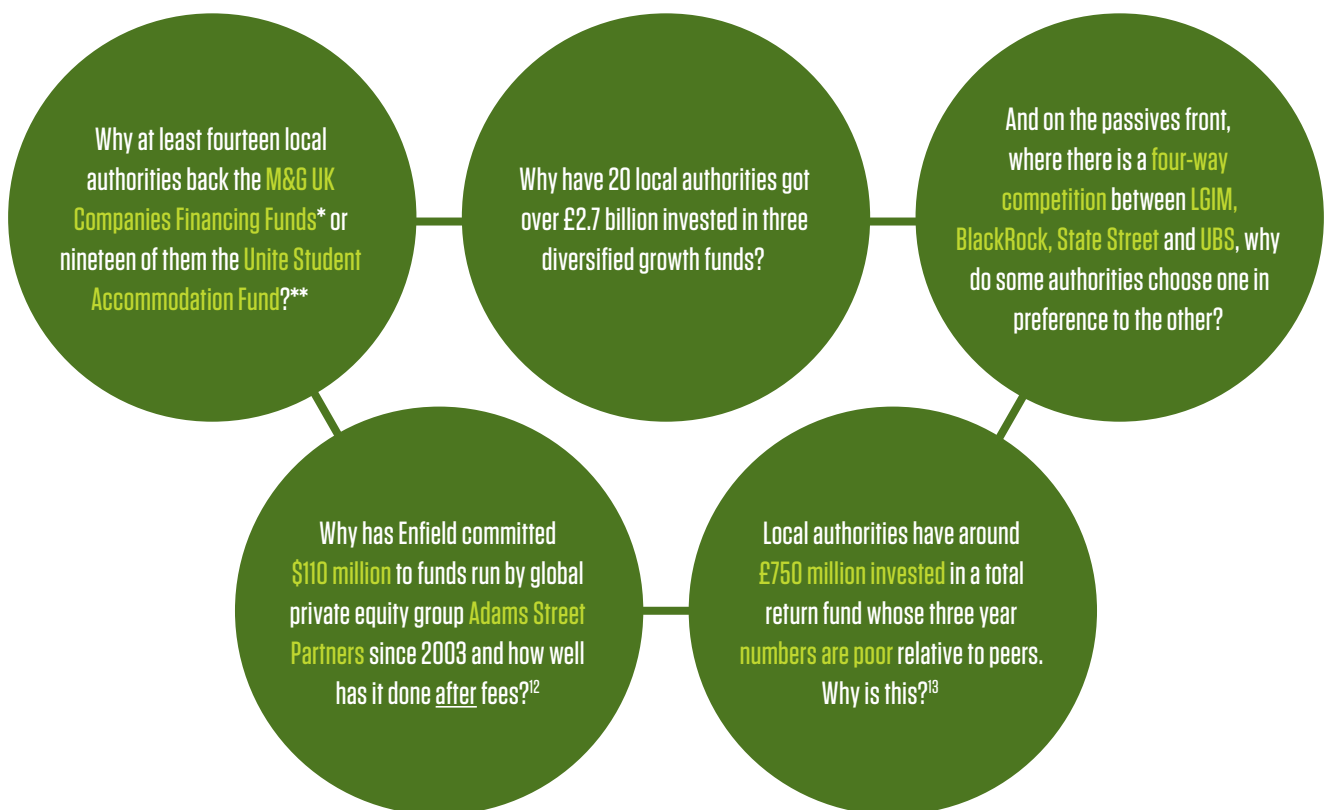 Why at least fourteen local
authorities back the M&G UK
Companies Financing Funds* or
nineteen of them the Unite Student
Accommodation Fund?**
Why have 20 local authorities got
over £2.7 billion invested in three
diversified growth funds?
And on the passives front,
where there is a four-way
competition between LGIM,
BlackRock, State Street and UBS, why
do some authorities choose one in
preference to the other?
Why has Enfield committed
$110 million to funds run by global
private equity group Adams Street
Partners since 2003 and how well
has it done after fees?12
Local authorities have around
£750 million invested in a total
return fund whose three year
numbers are poor relative to peers.
Why is this?13